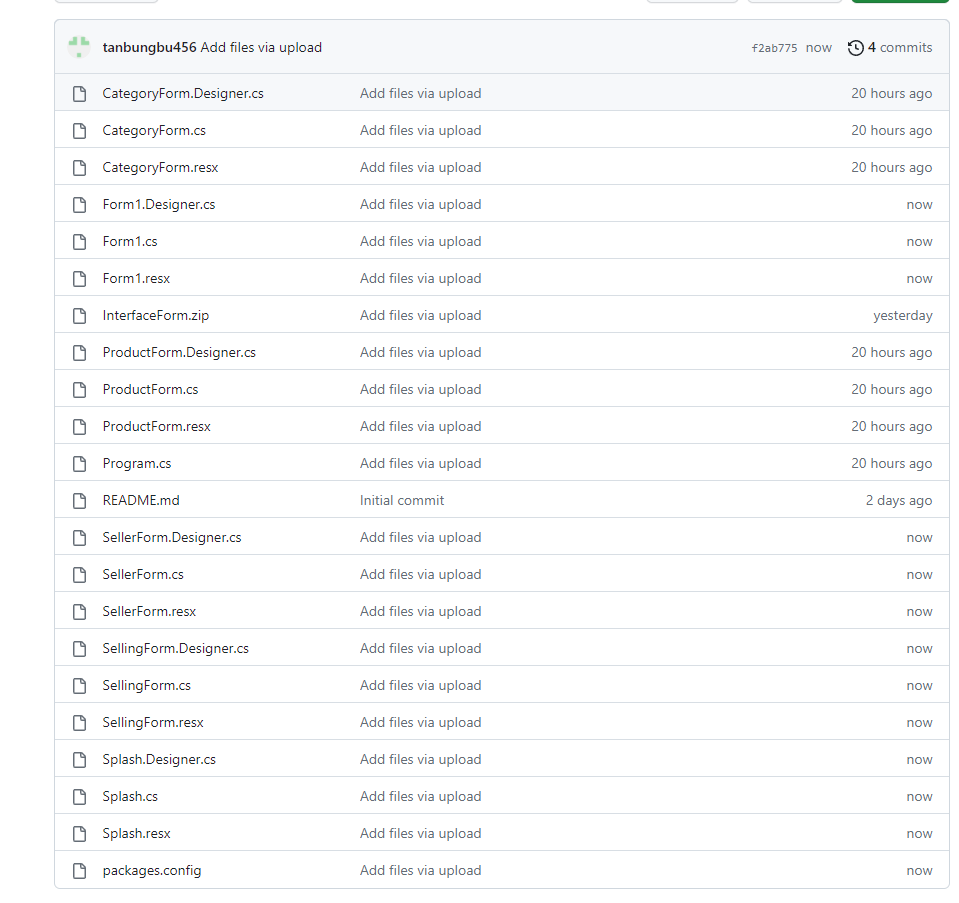 tanbungbu456 Add files via upload f2ab775 now 4 commits
CategoryForm.Designer.cs Add files via upload 20 hours ago
CategoryForm.cs Add files via upload 20 hours ago
CategoryForm.resx Add files via upload 20 hours ago
Form1.Designer.cs Add files via upload now
Form1.cs Add files via upload now
Form1.resx Add files via upload now
InterfaceForm.zip Add files via upload yesterday
ProductForm.Designer.cs Add files via upload 20 hours ago
ProductForm.cs Add files via upload 20 hours ago
ProductForm.resx Add files via upload 20 hours ago
Program.cs Add files via upload 20 hours ago
README.md Initial commit 2 days ago
SellerForm.Designer.cs Add files via upload now
SellerForm.cs Add files via upload now
SellerForm.resx Add files via upload now
SellingForm.Designer.cs Add files via upload now
SellingForm.cs Add files via upload now
SellingForm.resx Add files via upload now
Splash.Designer.cs Add files via upload now
Splash.cs Add files via upload now
Splash.resx Add files via upload now
packages.config Add files via upload now